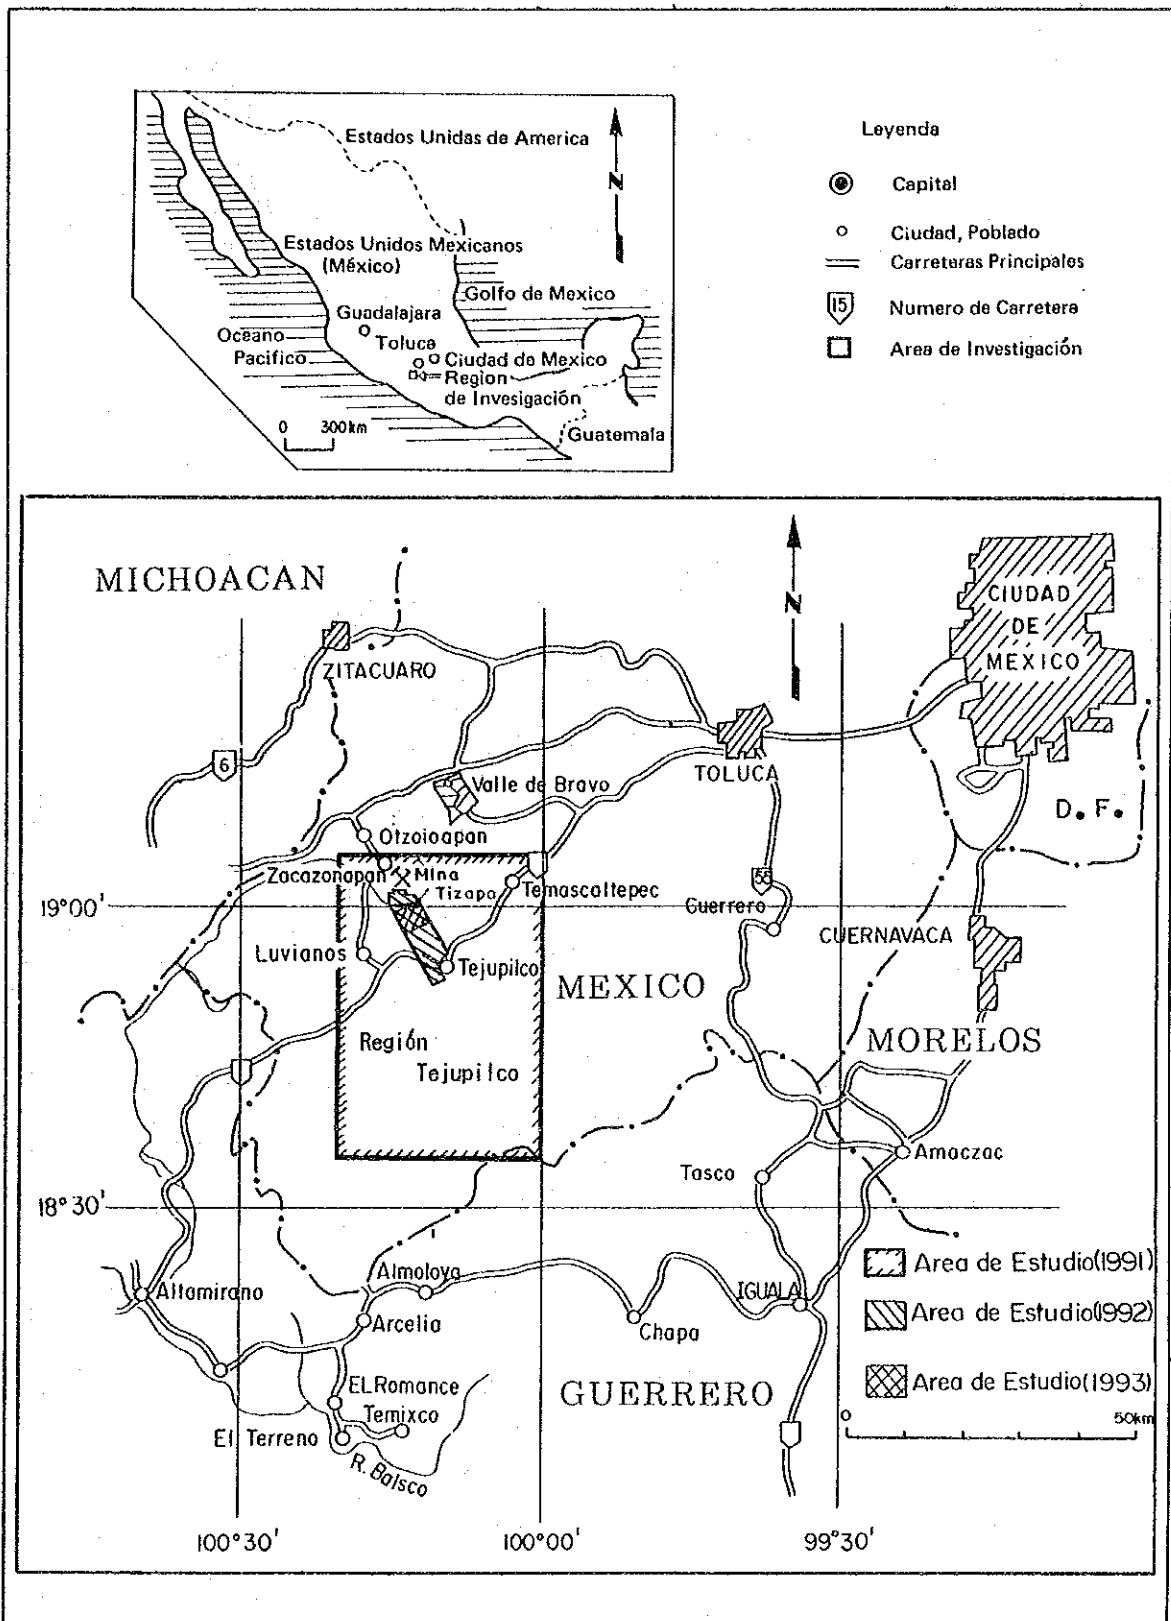 Estados Unidas de America
N
Estados Unidos Mexicanos
(México)
Golfo de Mexico
Guadalajara
Toluca
Oceano
Pacifico
Ciudad de Mexico
Region
de Invesigación
0 300km
Guatemala
Leyenda
Capital
Ciudad, Poblado
Carreteras Principales
15 Numero de Carretera
Area de Investigación
MICHOACAN
N
CIUDAD
DE
MEXICO
ZITACUARO
6
TOLUCA
Valle de Bravo
D. F.
Otzoloapan
Zacazonapan
Mina
Tizapa
Temascaltepec
55
19°00'
Guerrero
CUERNAVACA
Luvianos
Tejupilco
MEXICO
MORELOS
Región
Tejupilco
Amaczac
Tasco
18°30'
Area de Estudio(1991)
Almoloya
Altamirano
IGUALA
Area de Estudio(1992)
Arcelia
Chapa
Area de Estudio(1993)
EL Romance
GUERRERO
Temixco
0 50km
El Terreno
R. Balsco
100°30' 100°00' 99°30'